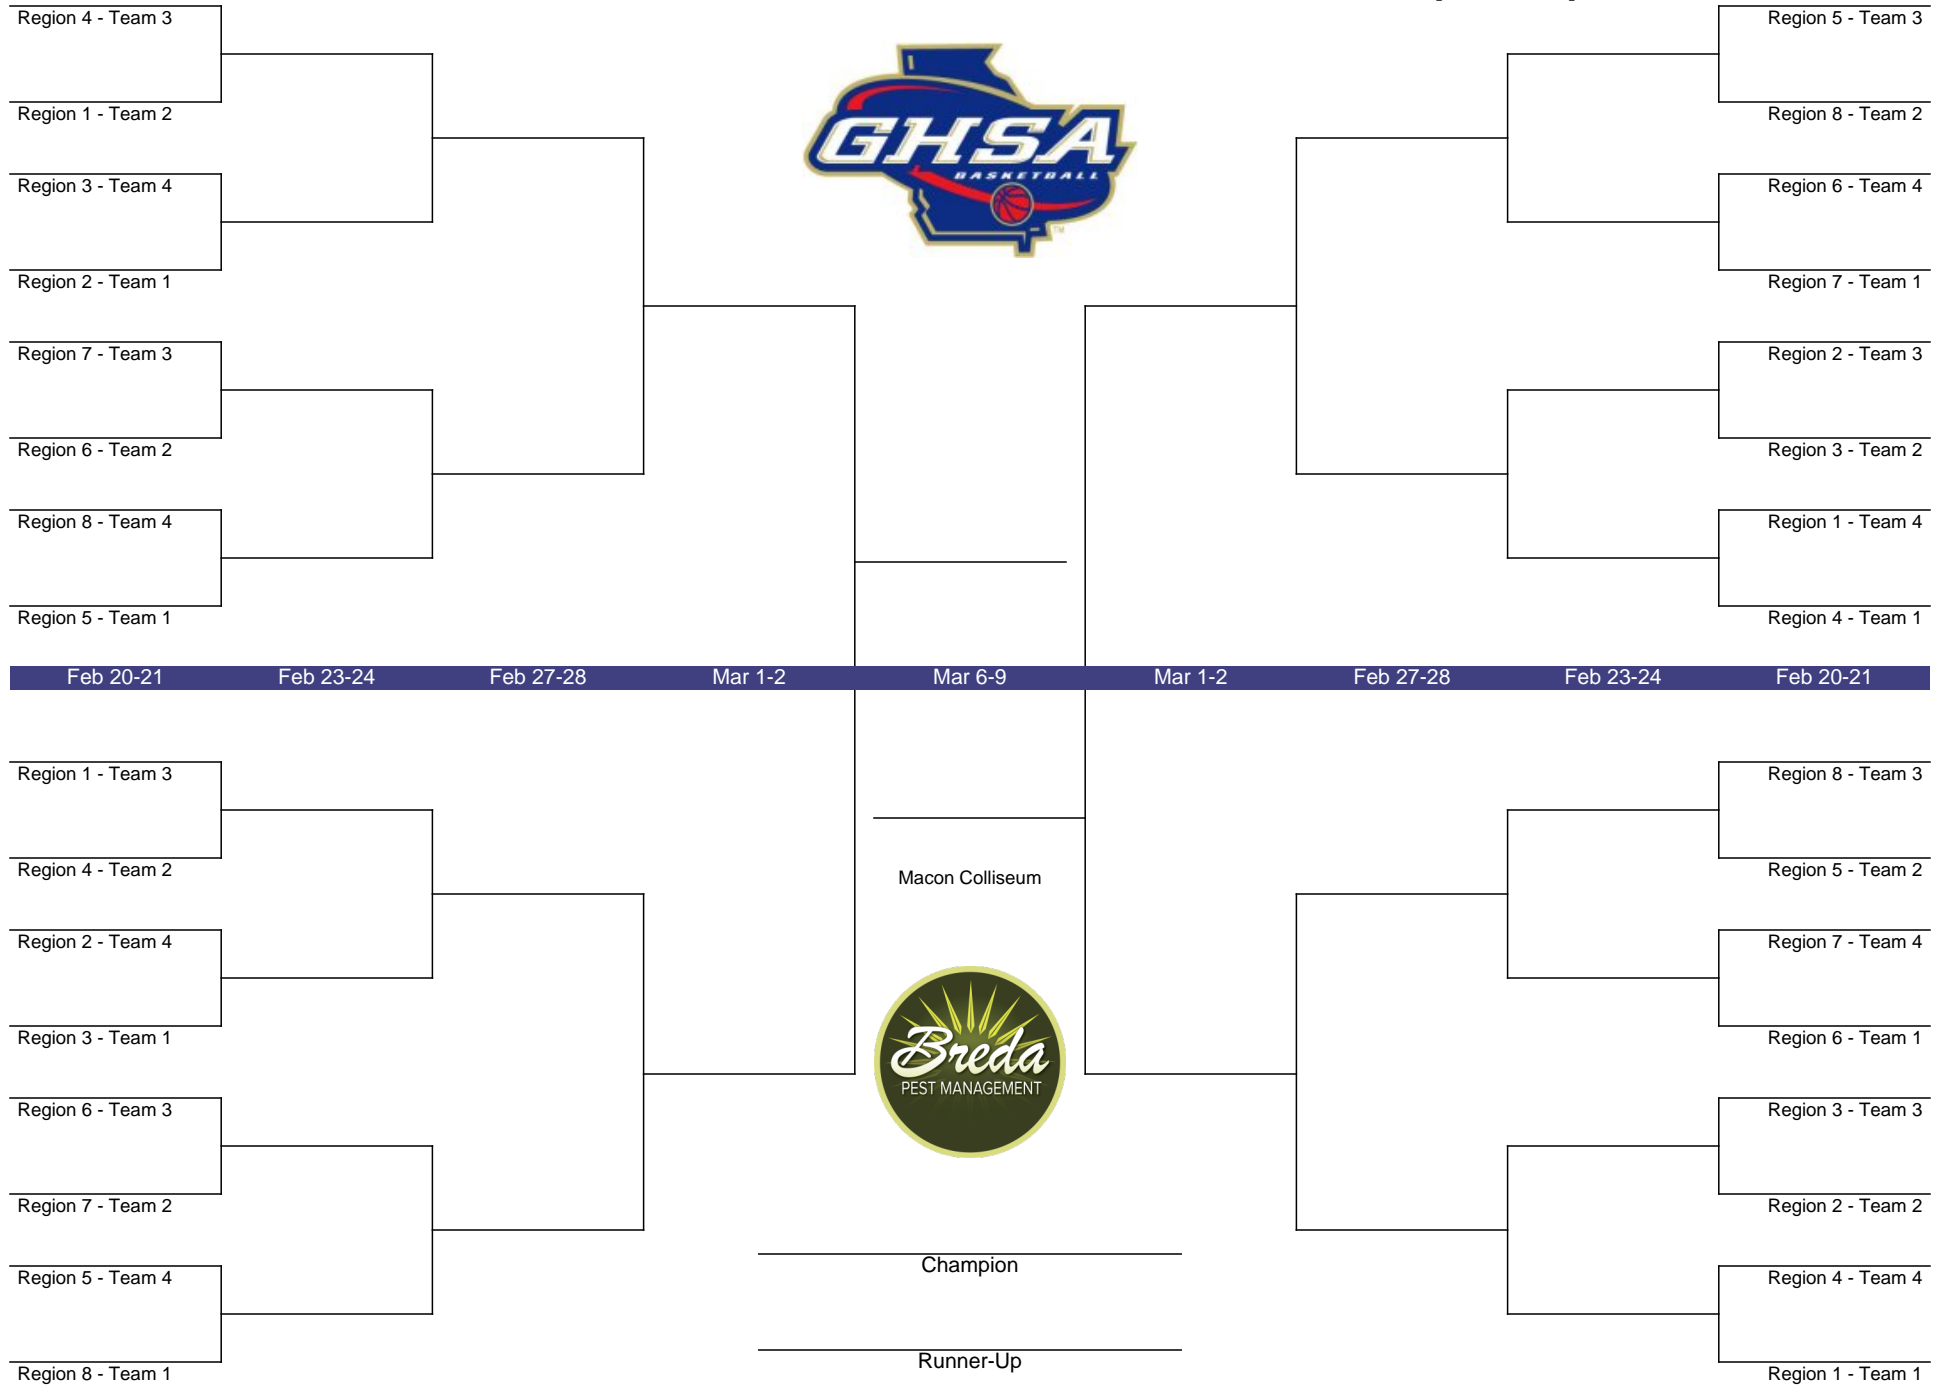 Region 4 - Team 3
Region 1 - Team 2
Region 3 - Team 4
Region 2 - Team 1
Region 7 - Team 3
Region 6 - Team 2
Region 8 - Team 4
Region 5 - Team 1
GHSA
BASKETBALL
TM
Region 5 - Team 3
Region 8 - Team 2
Region 6 - Team 4
Region 7 - Team 1
Region 2 - Team 3
Region 3 - Team 2
Region 1 - Team 4
Region 4 - Team 1
Feb 20-21 Feb 23-24 Feb 27-28 Mar 1-2 Mar 6-9 Mar 1-2 Feb 27-28 Feb 23-24 Feb 20-21
Region 1 - Team 3
Region 4 - Team 2
Region 2 - Team 4
Region 3 - Team 1
Region 6 - Team 3
Region 7 - Team 2
Region 5 - Team 4
Region 8 - Team 1
Macon Colliseum
Breda
PEST MANAGEMENT
Champion
Runner-Up
Region 8 - Team 3
Region 5 - Team 2
Region 7 - Team 4
Region 6 - Team 1
Region 3 - Team 3
Region 2 - Team 2
Region 4 - Team 4
Region 1 - Team 1